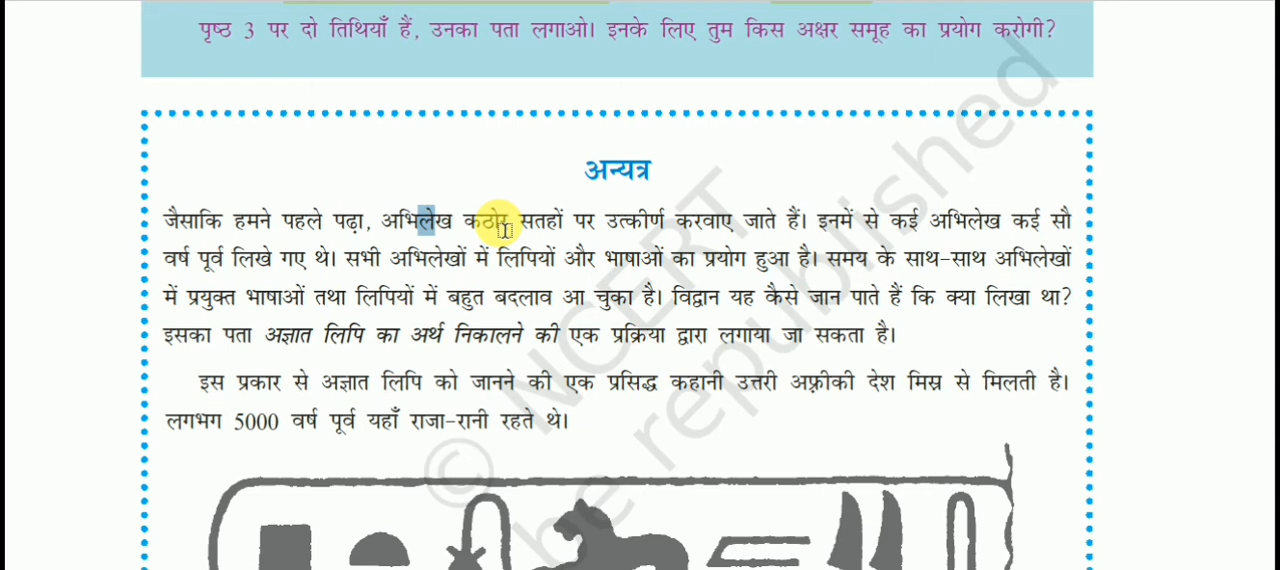 पृष्ठ 3 पर दो तिथियाँ हैं, उनका पता लगाओ। इनके लिए तुम किस अक्षर समूह का प्रयोग करोगी?
अन्यत्र
जैसाकि हमने पहले पढ़ा, अभिलेख कठोर सतहों पर उत्कीर्ण करवाए जाते हैं। इनमें से कई अभिलेख कई सौ
वर्ष पूर्व लिखे गए थे। सभी अभिलेखों में लिपियों और भाषाओं का प्रयोग हुआ है। समय के साथ-साथ अभिलेखों
में प्रयुक्त भाषाओं तथा लिपियों में बहुत बदलाव आ चुका है। विद्वान यह कैसे जान पाते हैं कि क्या लिखा था?
इसका पता अज्ञात लिपि का अर्थ निकालने की एक प्रक्रिया द्वारा लगाया जा सकता है।
इस प्रकार से अज्ञात लिपि को जानने की एक प्रसिद्ध कहानी उत्तरी अफ़्रीकी देश मिस्र से मिलती है।
लगभग 5000 वर्ष पूर्व यहाँ राजा-रानी रहते थे।
© NCERT
be republished